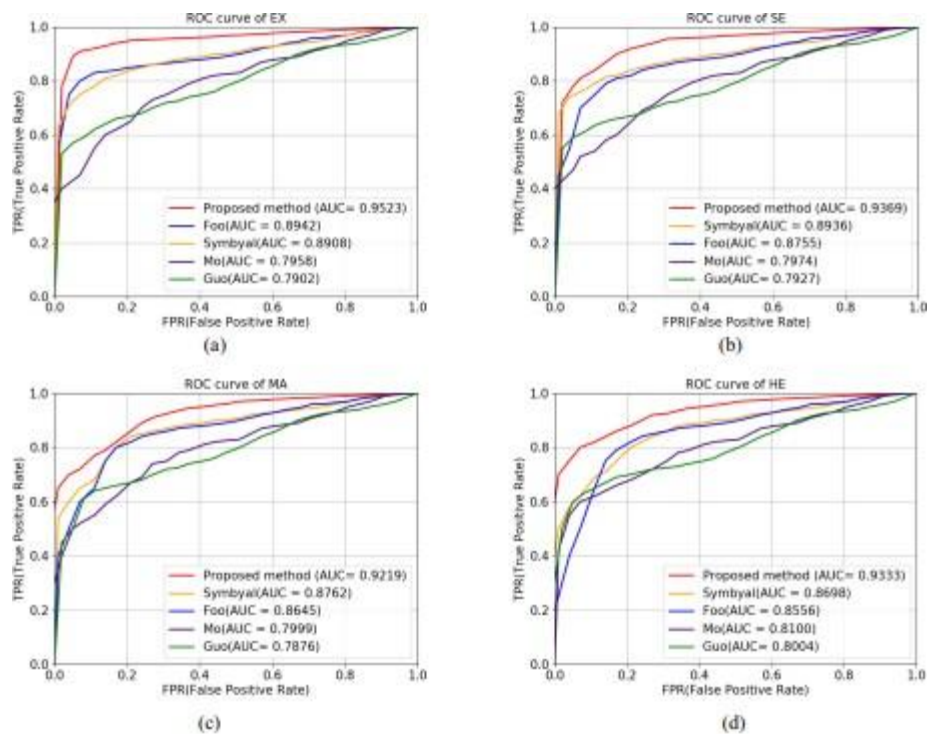 ROC curve of EX
1.0
0.8
0.6
0.4
0.2
0.0
TPR(True Positive Rate)
Proposed method (AUC= 0.9523)
Foo(AUC = 0.8942)
Symbyal(AUC = 0.8908)
Mo(AUC = 0.7958)
Guo(AUC= 0.7902)
0.0 0.2 0.4 0.6 0.8 1.0
FPR(False Positive Rate)
(a)
ROC curve of SE
1.0
0.8
0.6
0.4
0.2
0.0
TPR(True Positive Rate)
Proposed method (AUC= 0.9369)
Symbyal(AUC = 0.8936)
Foo(AUC = 0.8755)
Mo(AUC = 0.7974)
Guo(AUC= 0.7927)
0.0 0.2 0.4 0.6 0.8 1.0
FPR(False Positive Rate)
(b)
ROC curve of MA
1.0
0.8
0.6
0.4
0.2
0.0
TPR(True Positive Rate)
Proposed method (AUC= 0.9219)
Symbyal(AUC = 0.8762)
Foo(AUC = 0.8645)
Mo(AUC = 0.7999)
Guo(AUC= 0.7876)
0.0 0.2 0.4 0.6 0.8 1.0
FPR(False Positive Rate)
(c)
ROC curve of HE
1.0
0.8
0.6
0.4
0.2
0.0
TPR(True Positive Rate)
Proposed method (AUC= 0.9333)
Symbyal(AUC = 0.8698)
Foo(AUC = 0.8556)
Mo(AUC = 0.8100)
Guo(AUC= 0.8004)
0.0 0.2 0.4 0.6 0.8 1.0
FPR(False Positive Rate)
(d)